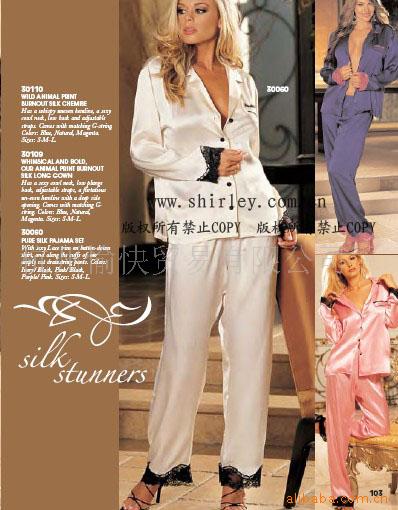 30110
WILD ANIMAL PRINT
BURNOUT SILK CHEMISE
Has a whispy uneven hemline, a sexy
cowl neck, low back and adjustable
straps. Comes with matching G-string.
Colors: Blue, Natural, Magenta.
Sizes: S-M-L.
30109
WHIMSICAL AND BOLD,
OUR ANIMAL PRINT BURNOUT
SILK LONG GOWN
Has a sexy cowl neck, low plunge
back, adjustable straps, a flirtatious
un-even hemline with a deep side
opening. Comes with matching G-
string. Colors: Blue, Natural,
Magenta. Sizes: S-M-L.
30060
PURE SILK PAJAMA SET
With sexy Lace trim on button-down
shirt, and along the cuffs of our
amply cut drawstring pants. Colors:
Ivory/Black, Pink/Black,
Purple/Pink. Sizes: S-M-L.
silk
stunners
30060
www.shirley.com.cn
版权所有禁止COPY 版权所有禁止COPY
愉快贸易有限公司
103
alibaba.com.cn